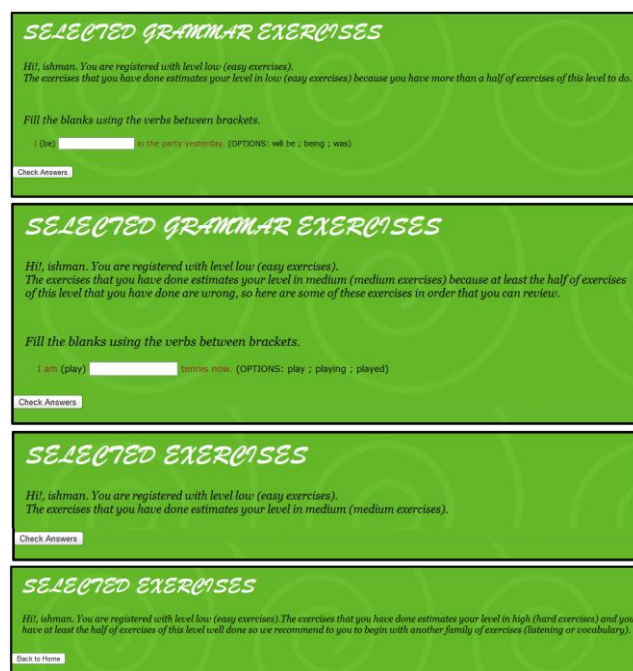 SELECTED GRAMMAR EXERCISES
Hi!, ishman. You are registered with level low (easy exercises).
The exercises that you have done estimates your level in low (easy exercises) because you have more than a half of exercises of this level to do.
Fill the blanks using the verbs between brackets.
I (be) in the party yesterday. (OPTIONS: will be ; being ; was)
Check Answers
SELECTED GRAMMAR EXERCISES
Hi!, ishman. You are registered with level low (easy exercises).
The exercises that you have done estimates your level in medium (medium exercises) because at least the half of exercises
of this level that you have done are wrong, so here are some of these exercises in order that you can review.
Fill the blanks using the verbs between brackets.
I am (play) tennis now. (OPTIONS: play ; playing ; played)
Check Answers
SELECTED EXERCISES
Hi!, ishman. You are registered with level low (easy exercises).
The exercises that you have done estimates your level in medium (medium exercises).
Check Answers
SELECTED EXERCISES
Hi!, ishman. You are registered with level low (easy exercises).The exercises that you have done estimates your level in high (hard exercises) and you
have at least the half of exercises of this level well done so we recommend to you to begin with another family of exercises (listening or vocabulary).
Back to Home